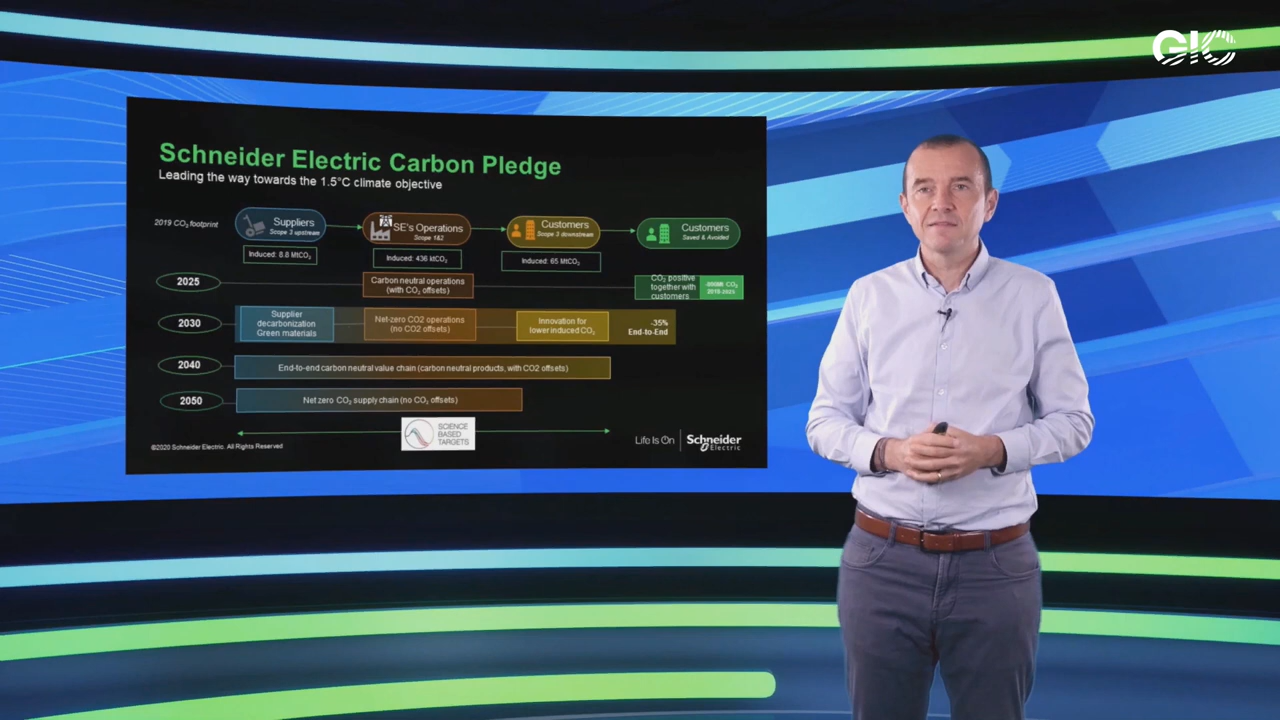 GIC
Schneider Electric Carbon Pledge
Leading the way towards the 1.5°C climate objective
2019 CO₂ footprint
Suppliers
Scope 3 upstream
SE's Operations
Scope 1&2
Customers
Scope 3 downstream
Customers
Saved & Avoided
Induced: 8.8 MtCO₂
Induced: 436 ktCO₂
Induced: 65 MtCO₂
2025
Carbon neutral operations
(with CO₂ offsets)
CO₂ positive
together with
customers
2030
Supplier
decarbonization
Green materials
Net-zero CO2 operations
(no CO2 offsets)
Innovation for
lower induced CO₂
-35%
End-to-End
2040
End-to-end carbon neutral value chain (carbon neutral products, with CO2 offsets)
2050
Net zero CO₂ supply chain (no CO₂ offsets)
SCIENCE
BASED
TARGETS
©2020 Schneider Electric. All Rights Reserved
Life Is On
Schneider
Electric